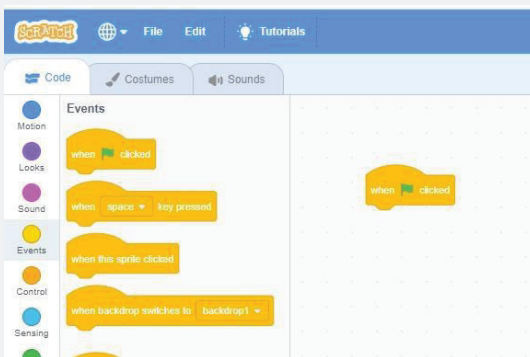 SCRATCH File Edit Tutorials
Code Costumes Sounds
Motion
Looks
Sound
Events
Control
Sensing
Events
when clicked
when space key pressed
when this sprite clicked
when backdrop switches to backdrop1
when clicked